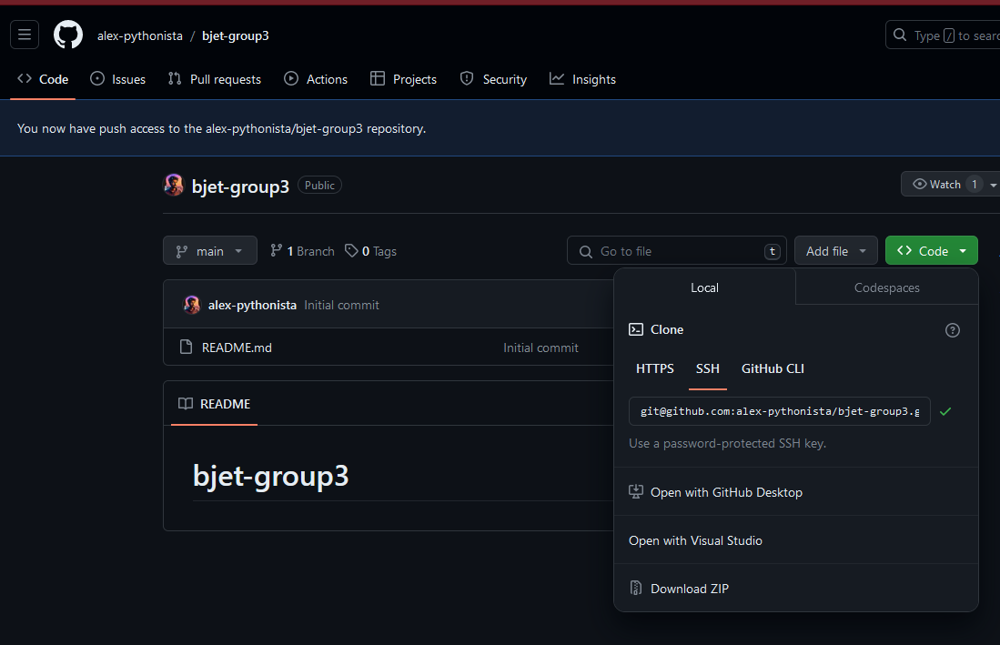 alex-pythonista / bjet-group3
Type / to searc
Code Issues Pull requests Actions Projects Security Insights
You now have push access to the alex-pythonista/bjet-group3 repository.
bjet-group3 Public
Watch 1
main 1 Branch 0 Tags
Go to file t
Add file
Code
Local Codespaces
alex-pythonista Initial commit
Clone
README.md Initial commit
HTTPS SSH GitHub CLI
README
git@github.com:alex-pythonista/bjet-group3.g
Use a password-protected SSH key.
bjet-group3
Open with GitHub Desktop
Open with Visual Studio
Download ZIP